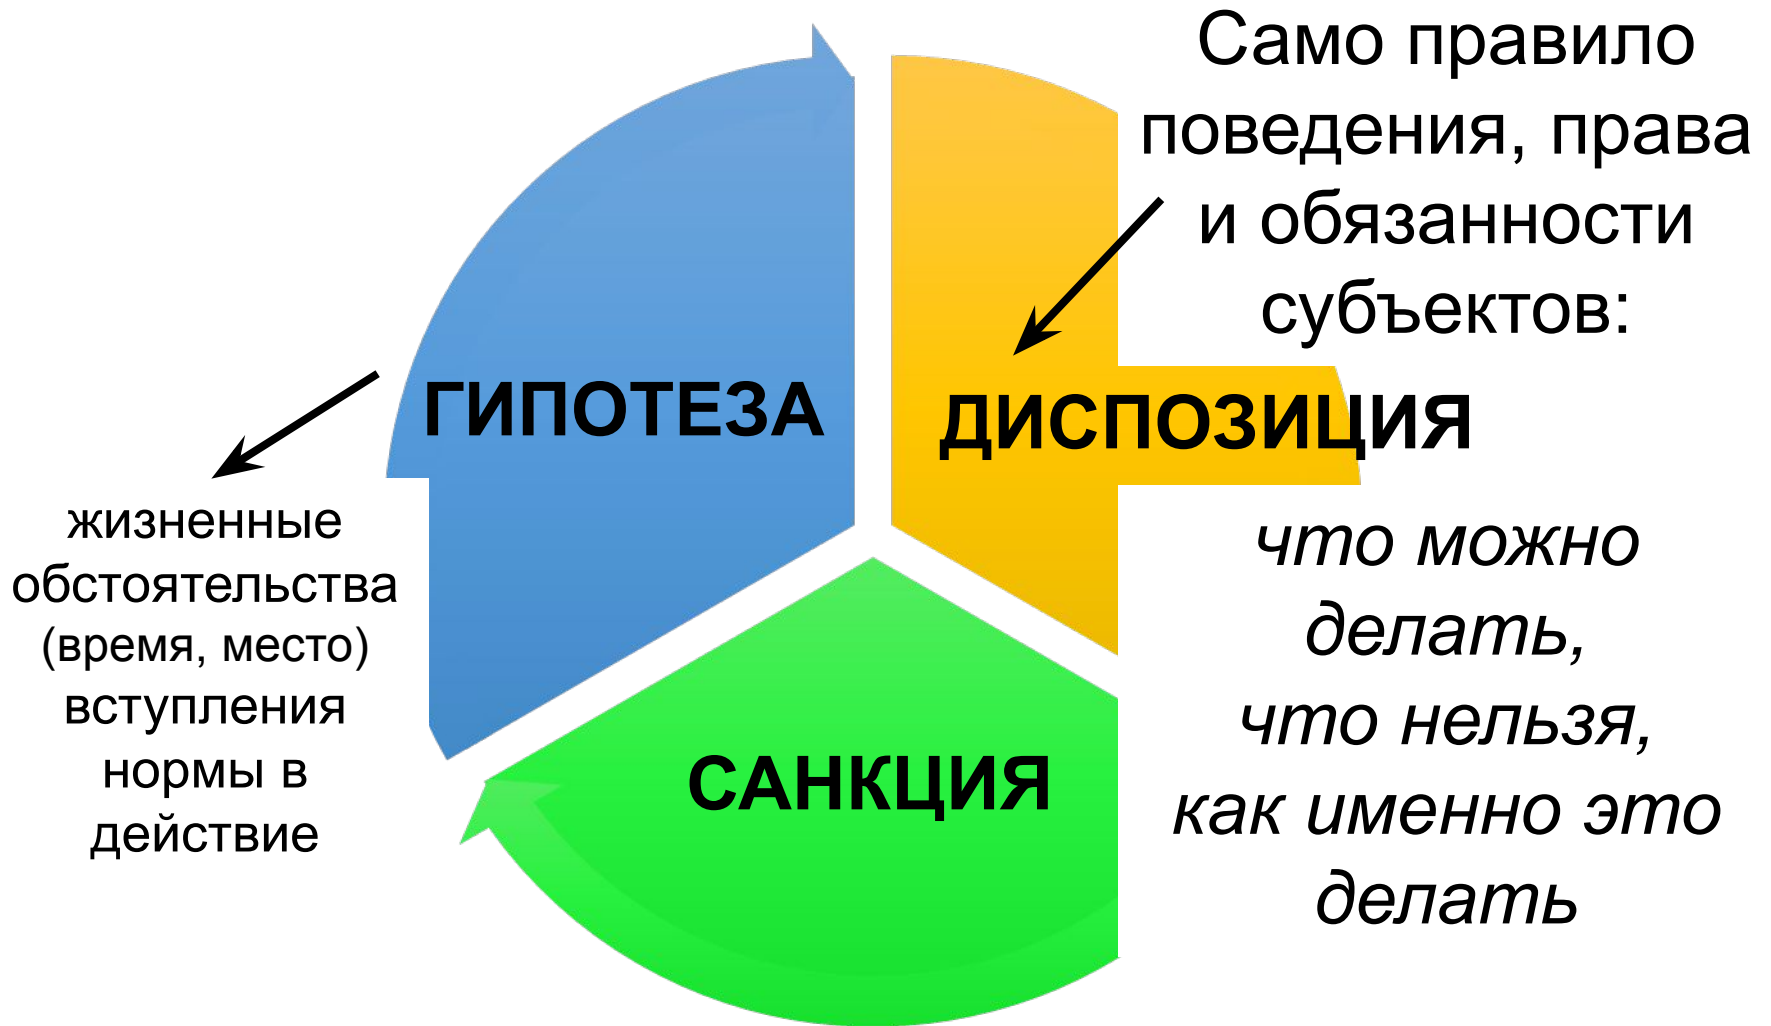 Само правило
поведения, права
и обязанности
субъектов:
ГИПОТЕЗА
ДИСПОЗИЦИЯ
жизненные
обстоятельства
(время, место)
вступления
нормы в
действие
что можно
делать,
что нельзя,
как именно это
делать
САНКЦИЯ